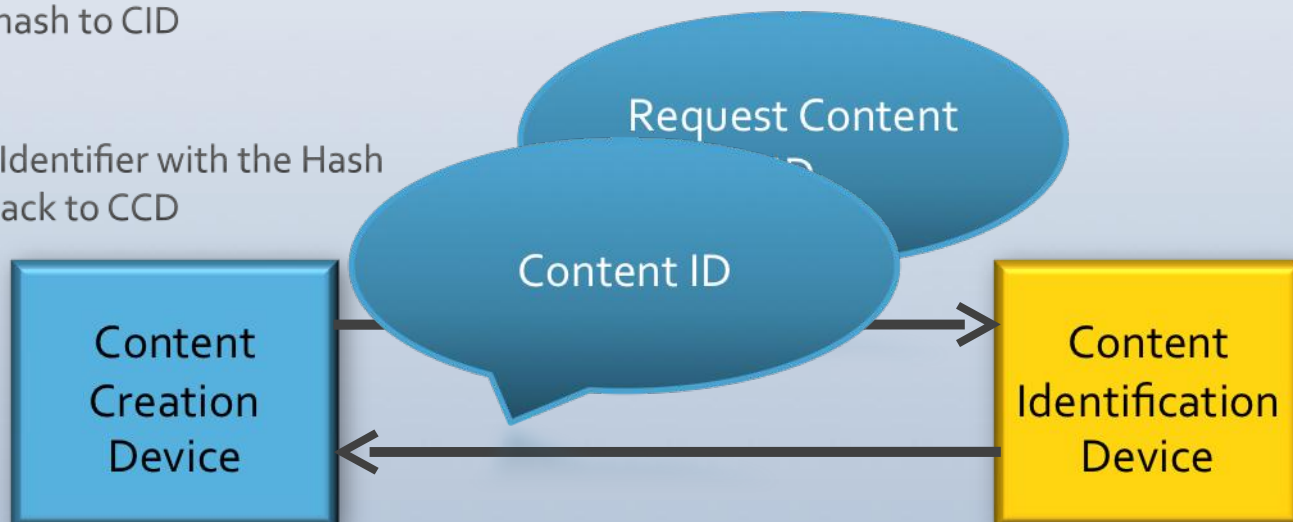 hash to CID
Identifier with the Hash
back to CCD
Request Content
Content ID
Content
Creation
Device
Content
Identification
Device